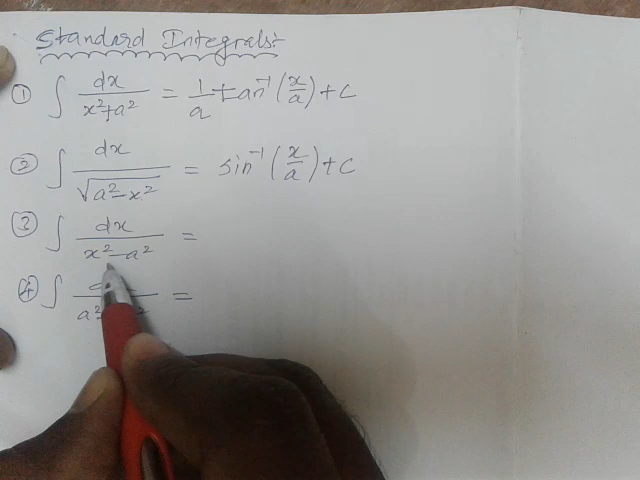 Standard Integrals:-
① ∫ dx / (x²+a²) = 1/a tan⁻¹(x/a) + c
② ∫ dx / √(a²-x²) = sin⁻¹(x/a) + c
③ ∫ dx / (x²-a²) =
④ ∫ / a² =